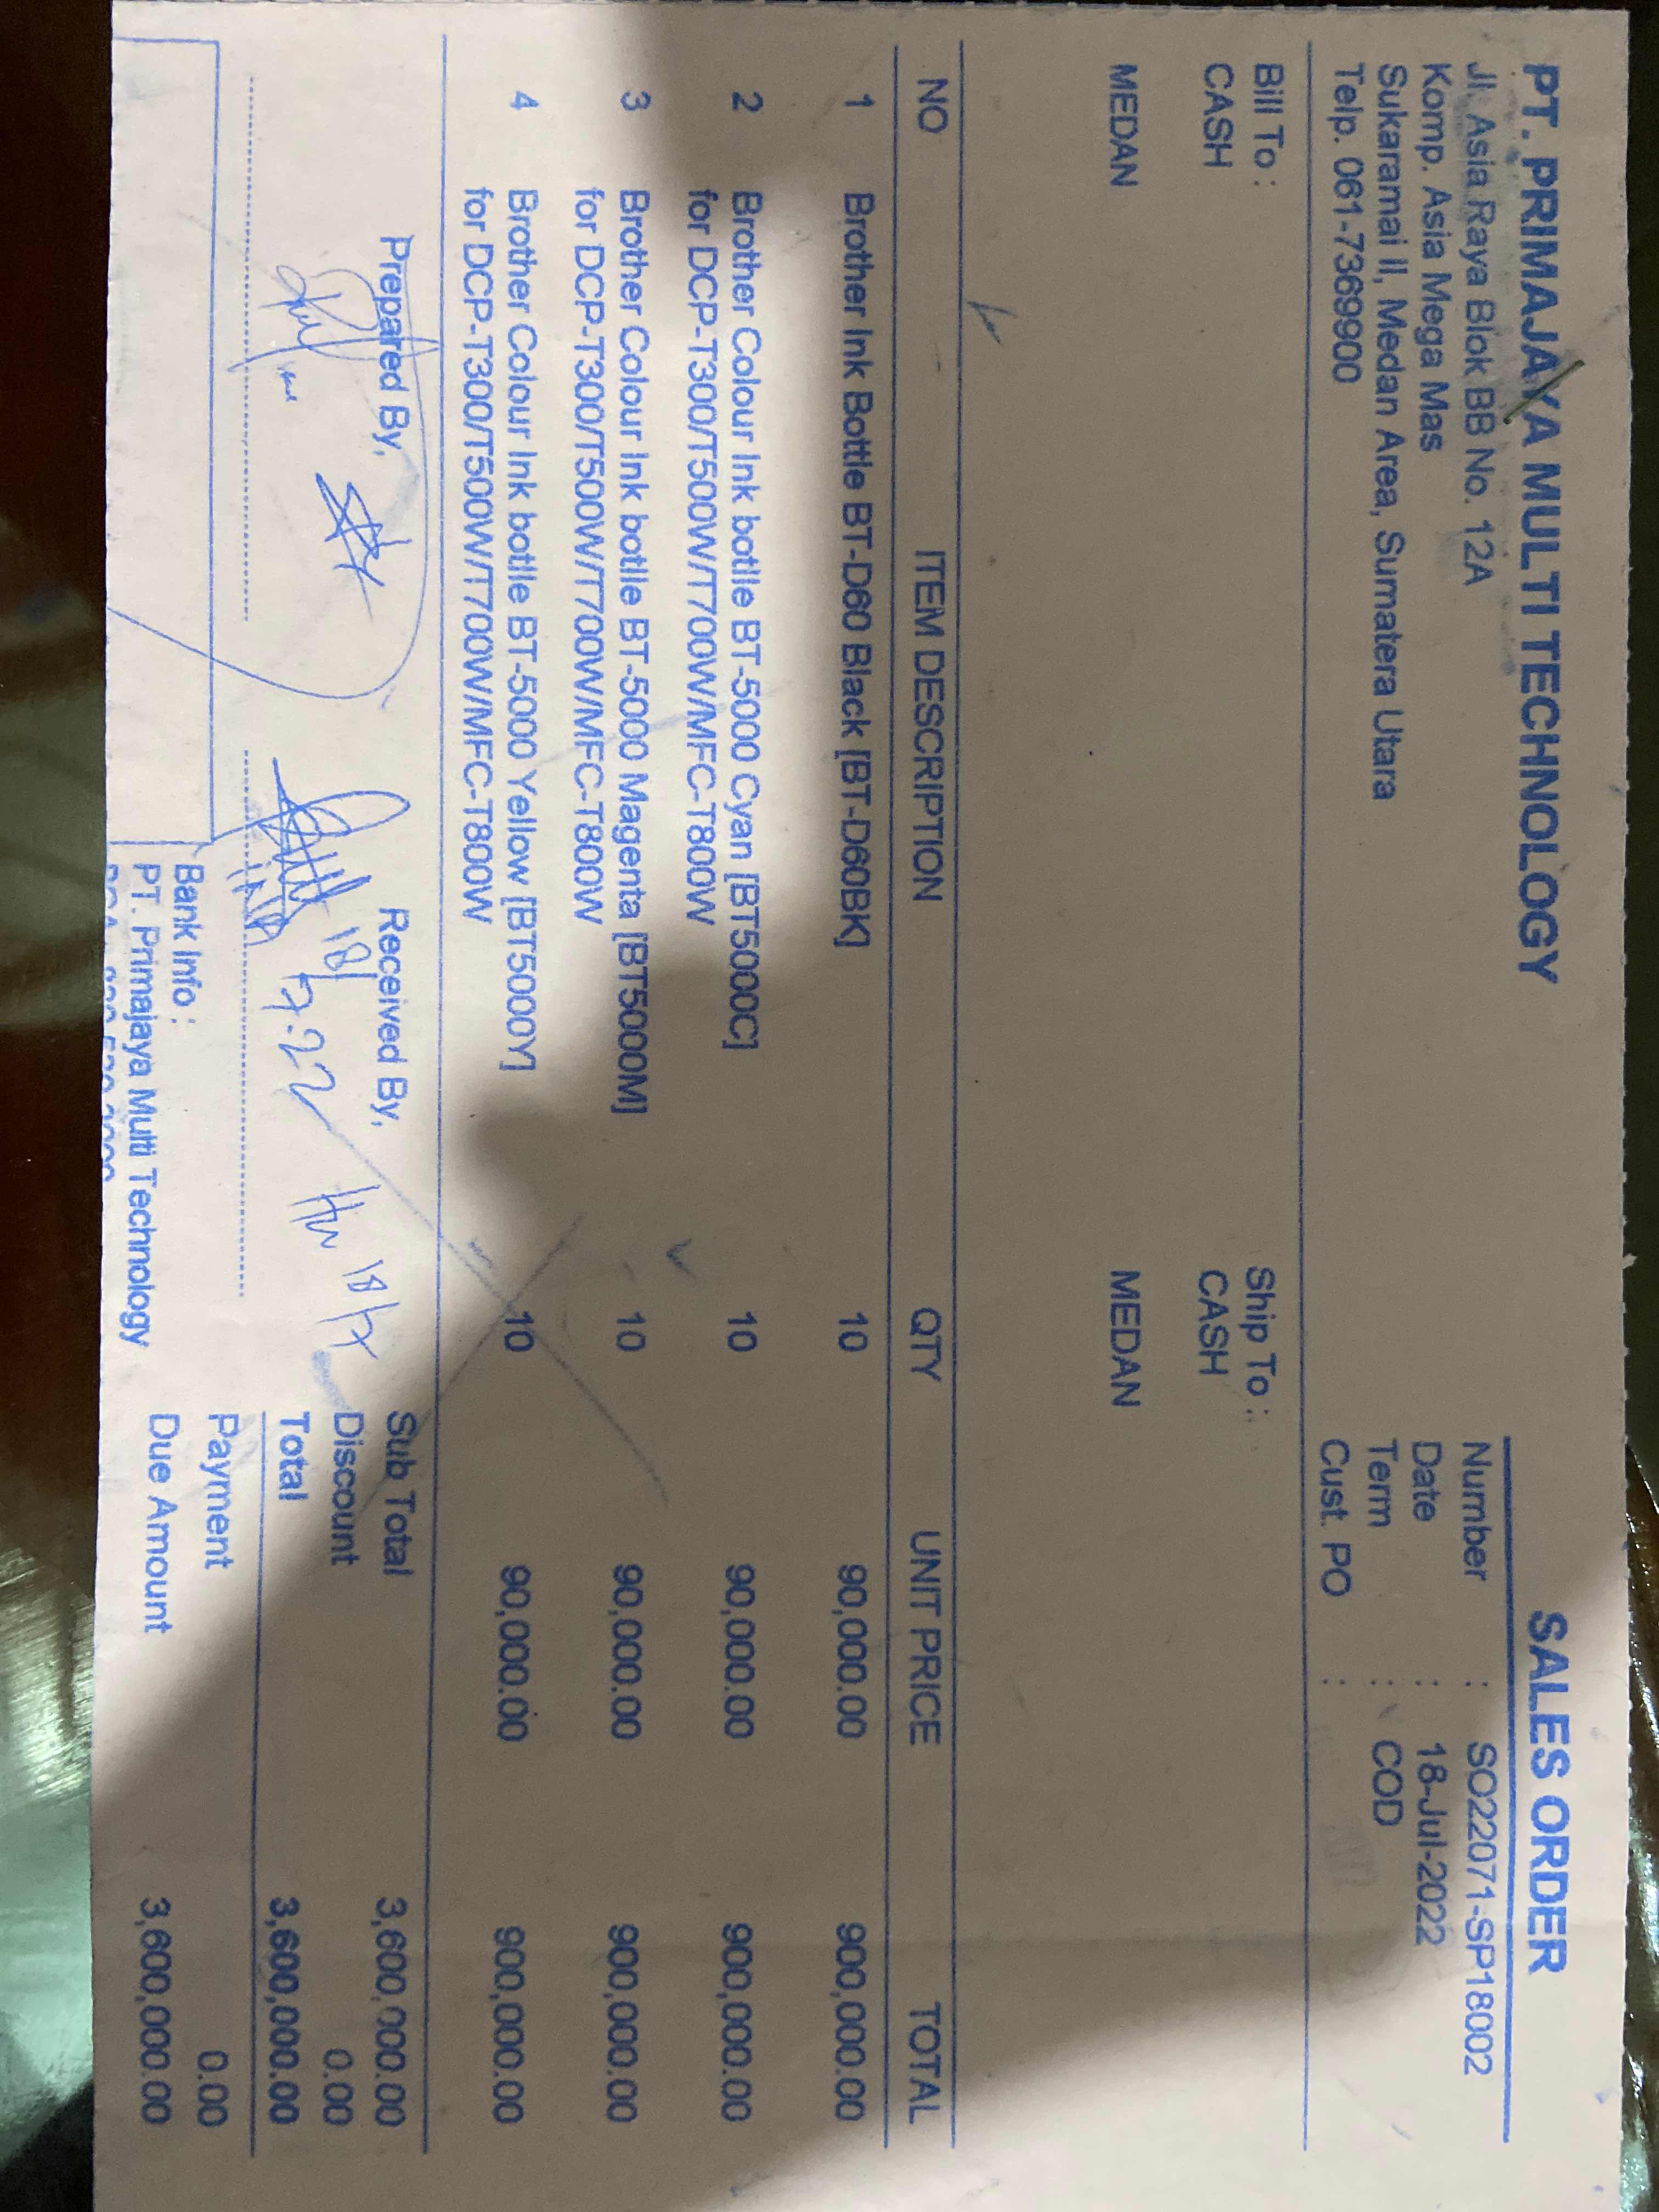 PT. PRIMAJAYA MULTI TECHNOLOGY
Jl. Asia Raya Blok BB No. 12A
Komp. Asia Mega Mas
Sukaramai II, Medan Area, Sumatera Utara
Telp. 061-7369900
SALES ORDER
Number : SO22071-SP18002
Date : 18-Jul-2022
Term : COD
Cust. PO :
Bill To :
CASH
MEDAN
Ship To :
CASH
MEDAN
NO ITEM DESCRIPTION QTY UNIT PRICE TOTAL
1 Brother Ink Bottle BT-D60 Black [BT-D60BK] 10 90,000.00 900,000.00
2 Brother Colour Ink botlle BT-5000 Cyan [BT5000C] 10 90,000.00 900,000.00
for DCP-T300/T500W/T700W/MFC-T800W
3 Brother Colour Ink botlle BT-5000 Magenta [BT5000M] 10 90,000.00 900,000.00
for DCP-T300/T500W/T700W/MFC-T800W
4 Brother Colour Ink botlle BT-5000 Yellow [BT5000Y] 10 90,000.00 900,000.00
for DCP-T300/T500W/T700W/MFC-T800W
Prepared By,
Received By,
18/7-22
18/7
Sub Total 3,600,000.00
Discount 0.00
Total 3,600,000.00
Payment 0.00
Due Amount 3,600,000.00
Bank Info :
PT. Primajaya Multi Technology